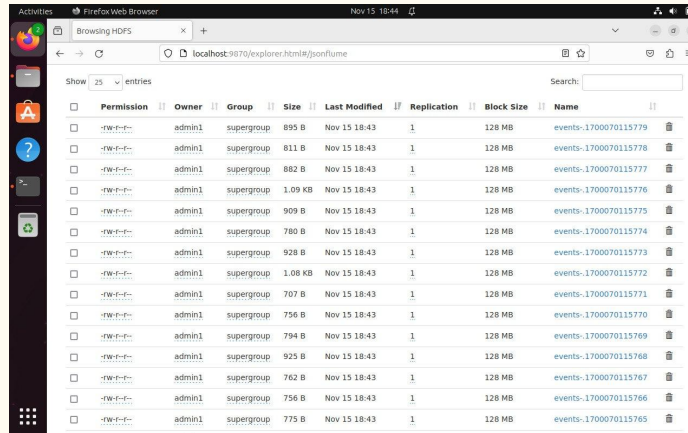 Activities Firefox Web Browser Nov 15 18:44
2 Browsing HDFS × +
localhost:9870/explorer.html#/jsonflume
Show 25 entries Search:
Permission Owner Group Size Last Modified Replication Block Size Name
-rw-r--r-- admin1 supergroup 895 B Nov 15 18:43 1 128 MB events-.1700070115779
-rw-r--r-- admin1 supergroup 811 B Nov 15 18:43 1 128 MB events-.1700070115778
-rw-r--r-- admin1 supergroup 882 B Nov 15 18:43 1 128 MB events-.1700070115777
-rw-r--r-- admin1 supergroup 1.09 KB Nov 15 18:43 1 128 MB events-.1700070115776
-rw-r--r-- admin1 supergroup 909 B Nov 15 18:43 1 128 MB events-.1700070115775
-rw-r--r-- admin1 supergroup 780 B Nov 15 18:43 1 128 MB events-.1700070115774
-rw-r--r-- admin1 supergroup 928 B Nov 15 18:43 1 128 MB events-.1700070115773
-rw-r--r-- admin1 supergroup 1.08 KB Nov 15 18:43 1 128 MB events-.1700070115772
-rw-r--r-- admin1 supergroup 707 B Nov 15 18:43 1 128 MB events-.1700070115771
-rw-r--r-- admin1 supergroup 756 B Nov 15 18:43 1 128 MB events-.1700070115770
-rw-r--r-- admin1 supergroup 794 B Nov 15 18:43 1 128 MB events-.1700070115769
-rw-r--r-- admin1 supergroup 925 B Nov 15 18:43 1 128 MB events-.1700070115768
-rw-r--r-- admin1 supergroup 762 B Nov 15 18:43 1 128 MB events-.1700070115767
-rw-r--r-- admin1 supergroup 756 B Nov 15 18:43 1 128 MB events-.1700070115766
-rw-r--r-- admin1 supergroup 775 B Nov 15 18:43 1 128 MB events-.1700070115765